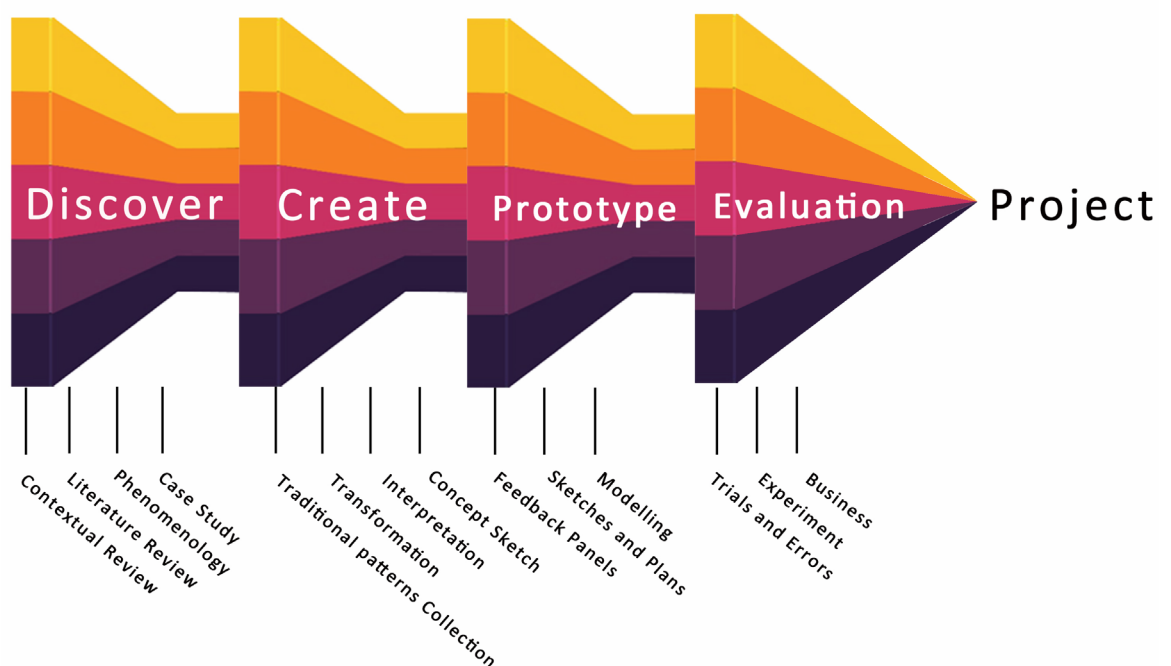 Discover
Create
Prototype
Evaluation
Project
Contextual Review
Literature Review
Phenomenology
Case Study
Traditional patterns Collection
Transformation
Interpretation
Concept Sketch
Feedback Panels
Sketches and Plans
Modelling
Trials and Errors
Experiment
Business